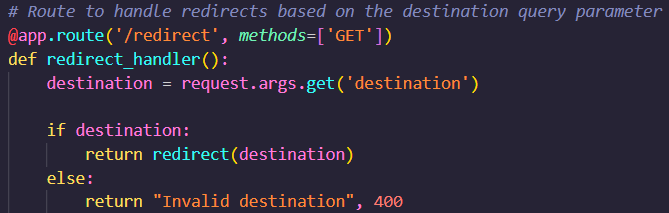 # Route to handle redirects based on the destination query parameter
@app.route('/redirect', methods=['GET'])
def redirect_handler():
    destination = request.args.get('destination')

    if destination:
        return redirect(destination)
    else:
        return "Invalid destination", 400